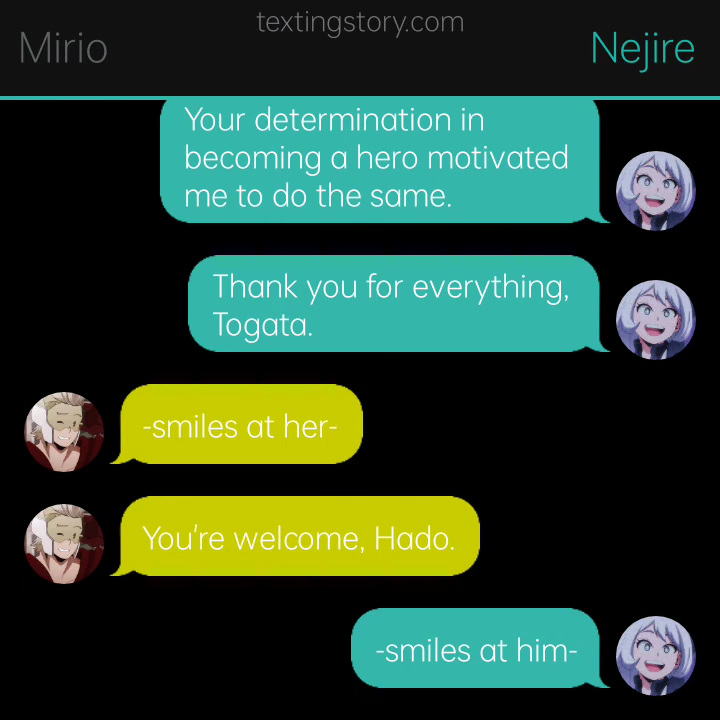 textingstory.com
Mirio
Nejire
Your determination in
becoming a hero motivated
me to do the same.
Thank you for everything,
Togata.
-smiles at her-
You're welcome, Hado.
-smiles at him-